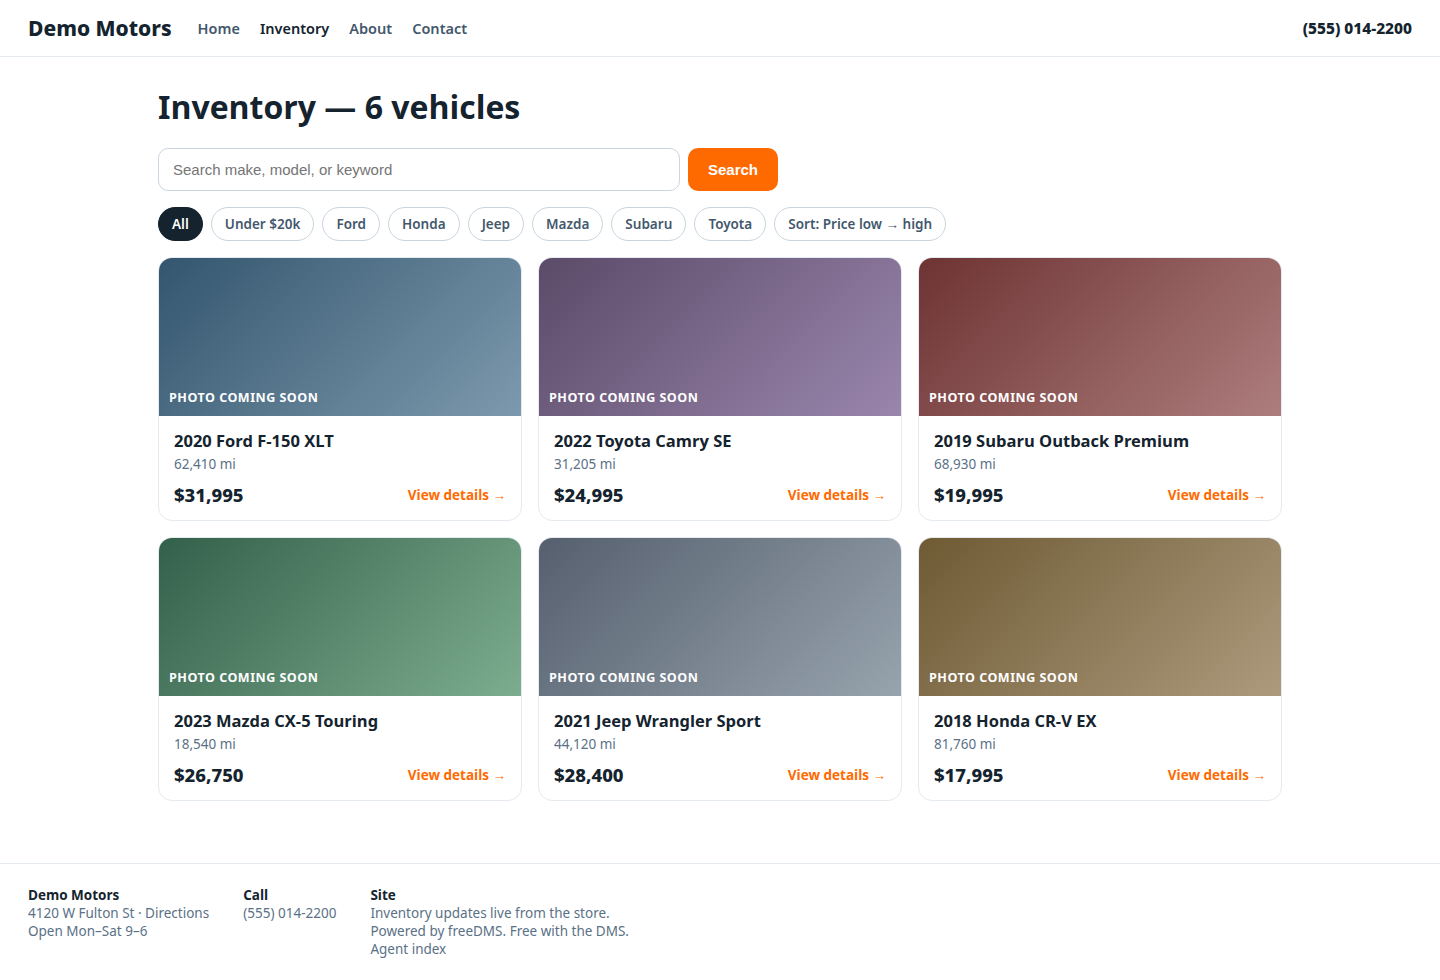 Demo Motors Home Inventory About Contact (555) 014-2200
Inventory — 6 vehicles
Search make, model, or keyword Search
All Under $20k Ford Honda Jeep Mazda Subaru Toyota Sort: Price low → high
PHOTO COMING SOON PHOTO COMING SOON PHOTO COMING SOON
2020 Ford F-150 XLT 2022 Toyota Camry SE 2019 Subaru Outback Premium
62,410 mi 31,205 mi 68,930 mi
$31,995 View details → $24,995 View details → $19,995 View details →
PHOTO COMING SOON PHOTO COMING SOON PHOTO COMING SOON
2023 Mazda CX-5 Touring 2021 Jeep Wrangler Sport 2018 Honda CR-V EX
18,540 mi 44,120 mi 81,760 mi
$26,750 View details → $28,400 View details → $17,995 View details →
Demo Motors
4120 W Fulton St · Directions
Open Mon–Sat 9–6
Call
(555) 014-2200
Site
Inventory updates live from the store.
Powered by freeDMS. Free with the DMS.
Agent index